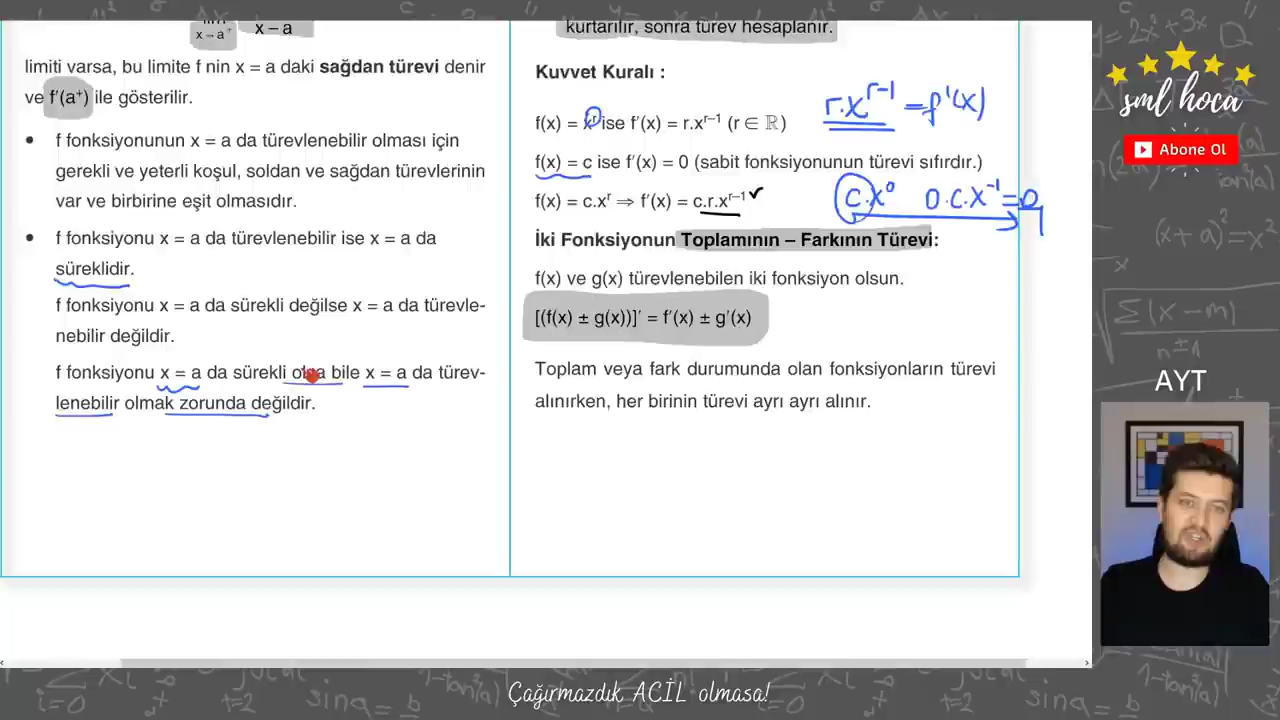 x→a⁺ x – a
limiti varsa, bu limite f nin x = a daki sağdan türevi denir
ve f'(a⁺) ile gösterilir.
• f fonksiyonunun x = a da türevlenebilir olması için
gerekli ve yeterli koşul, soldan ve sağdan türevlerinin
var ve birbirine eşit olmasıdır.
• f fonksiyonu x = a da türevlenebilir ise x = a da
süreklidir.
f fonksiyonu x = a da sürekli değilse x = a da türevle-
nebilir değildir.
f fonksiyonu x = a da sürekli olsa bile x = a da türev-
lenebilir olmak zorunda değildir.
kurtarılır, sonra türev hesaplanır.
Kuvvet Kuralı :
f(x) = xʳ ise f'(x) = r.xʳ⁻¹ (r ∈ ℝ)
r.xʳ⁻¹ = f'(x)
f(x) = c ise f'(x) = 0 (sabit fonksiyonunun türevi sıfırdır.)
f(x) = c.xʳ ⇒ f'(x) = c.r.xʳ⁻¹ ✓
c.x⁰ 0.c.x⁻¹ = 0
İki Fonksiyonun Toplamının – Farkının Türevi:
f(x) ve g(x) türevlenebilen iki fonksiyon olsun.
[(f(x) ± g(x))]' = f'(x) ± g'(x)
Toplam veya fark durumunda olan fonksiyonların türevi
alınırken, her birinin türevi ayrı ayrı alınır.
sml hoca
Abone Ol
AYT
Çağırmazdık ACİL olmasa!